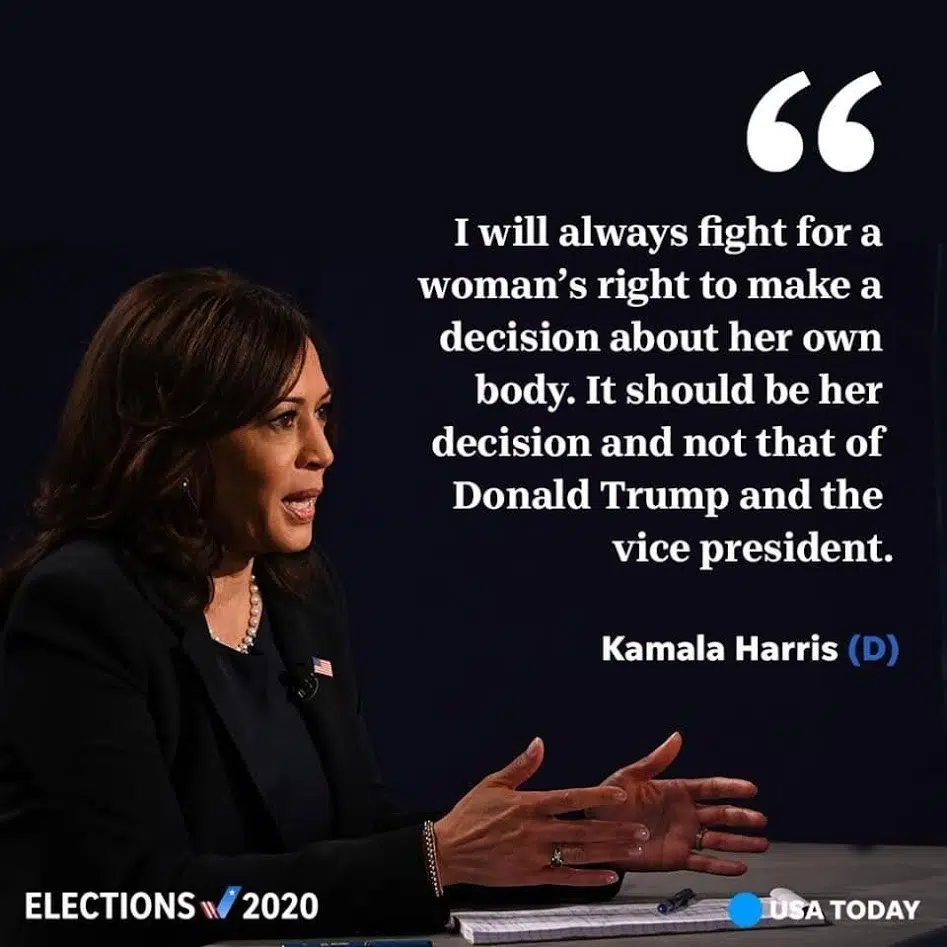 “
I will always fight for a
woman’s right to make a
decision about her own
body. It should be her
decision and not that of
Donald Trump and the
vice president.
Kamala Harris (D)
ELECTIONS 2020
USA TODAY